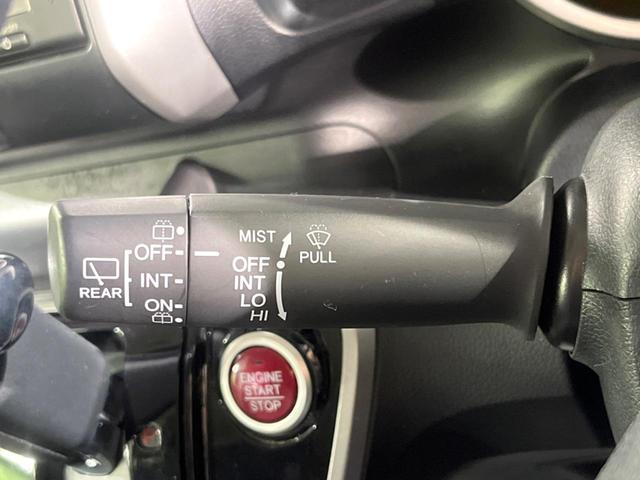 REAR
OFF
INT
ON
MIST
OFF
INT
LO
HI
PULL
ENGINE
START
STOP